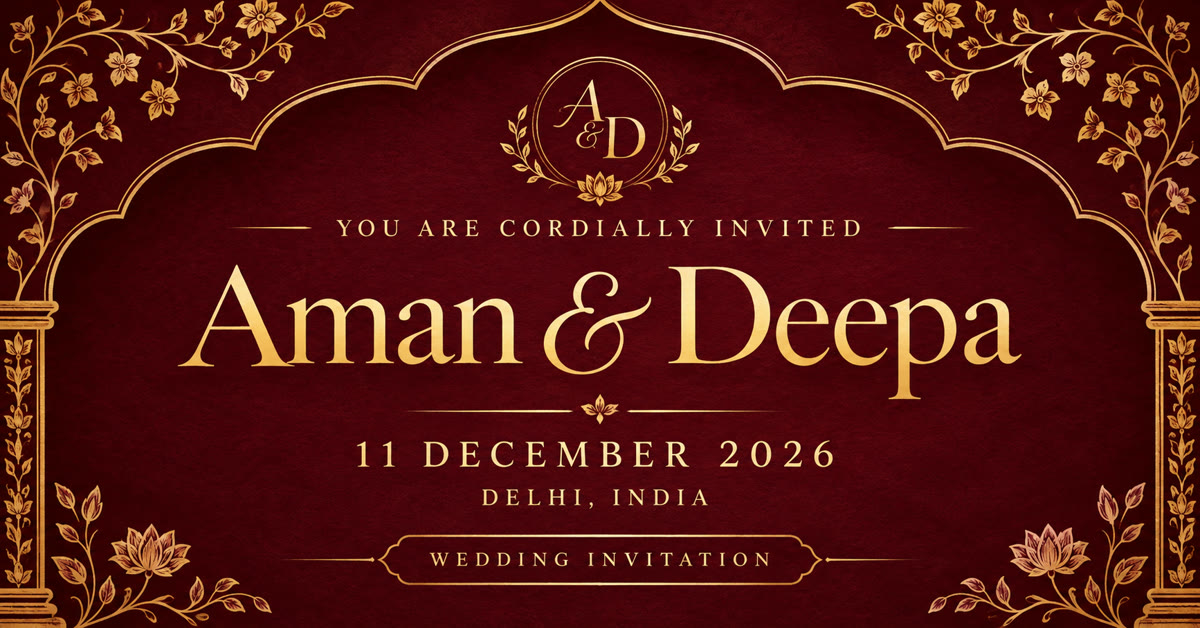 A & D
YOU ARE CORDIALLY INVITED
Aman & Deepa
11 DECEMBER 2026
DELHI, INDIA
WEDDING INVITATION